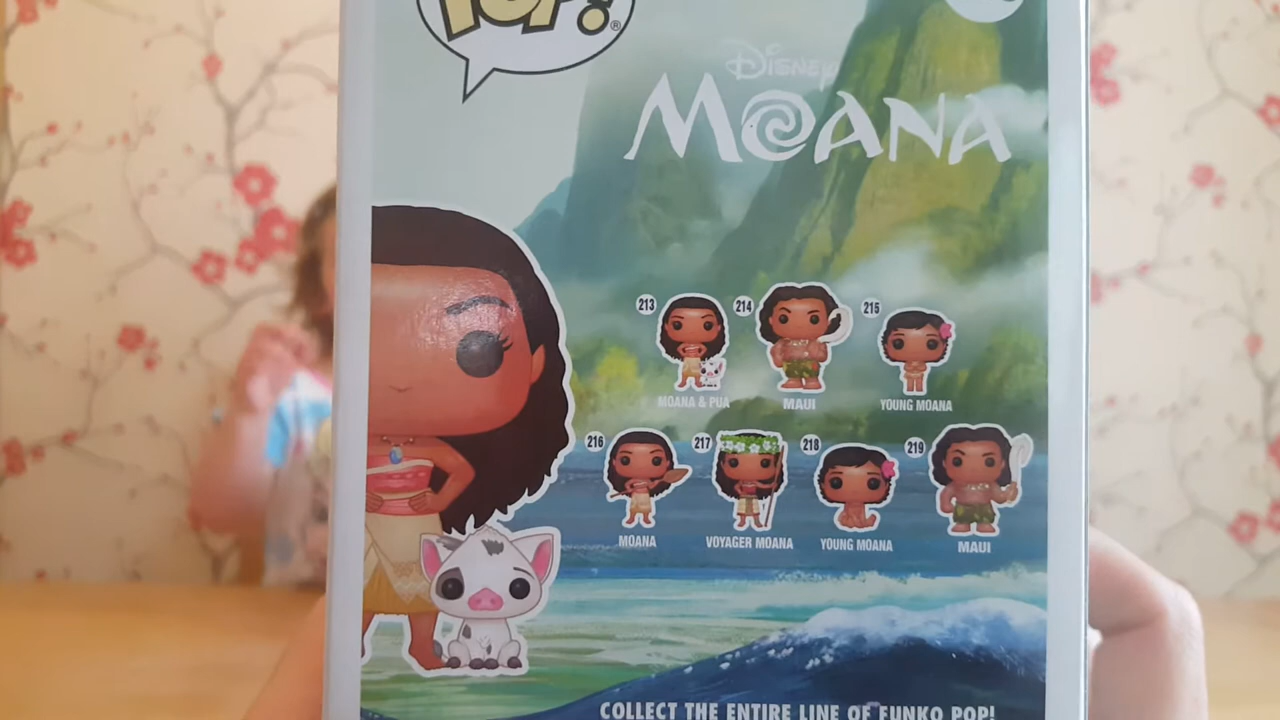 POP!®
DISNEY
MOANA
213 214 215
MOANA & PUA MAUI YOUNG MOANA
216 217 218 219
MOANA VOYAGER MOANA YOUNG MOANA MAUI
COLLECT THE ENTIRE LINE OF FUNKO POP!